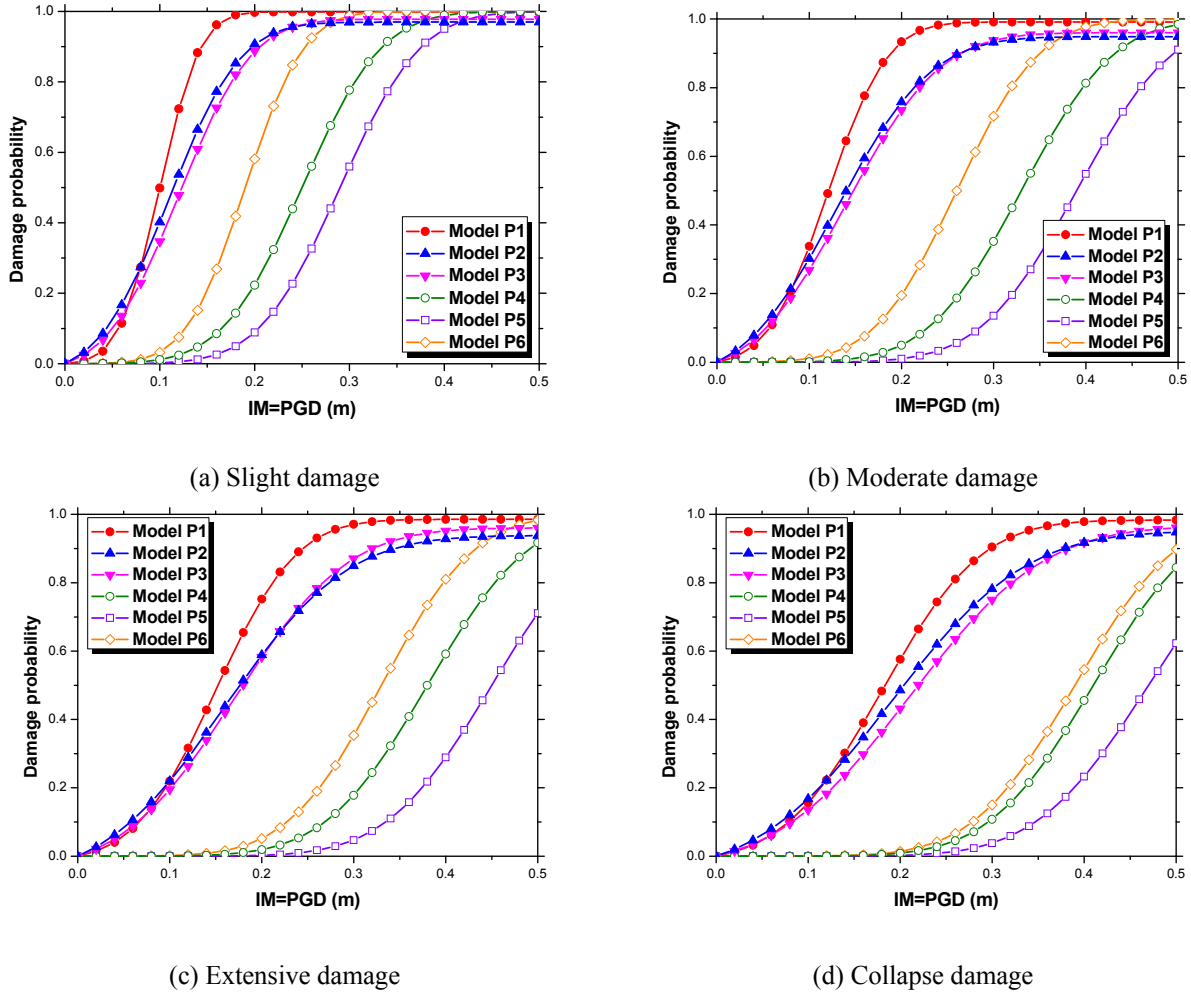 1.0
0.8
0.6
0.4
0.2
0.0
Damage probability
Model P1
Model P2
Model P3
Model P4
Model P5
Model P6
0.0 0.1 0.2 0.3 0.4 0.5
IM=PGD (m)
(a) Slight damage
1.0
0.8
0.6
0.4
0.2
0.0
Damage probability
Model P1
Model P2
Model P3
Model P4
Model P5
Model P6
0.0 0.1 0.2 0.3 0.4 0.5
IM=PGD (m)
(b) Moderate damage
1.0
0.8
0.6
0.4
0.2
0.0
Damage probability
Model P1
Model P2
Model P3
Model P4
Model P5
Model P6
0.0 0.1 0.2 0.3 0.4 0.5
IM=PGD (m)
(c) Extensive damage
1.0
0.8
0.6
0.4
0.2
0.0
Damage probability
Model P1
Model P2
Model P3
Model P4
Model P5
Model P6
0.0 0.1 0.2 0.3 0.4 0.5
IM=PGD (m)
(d) Collapse damage